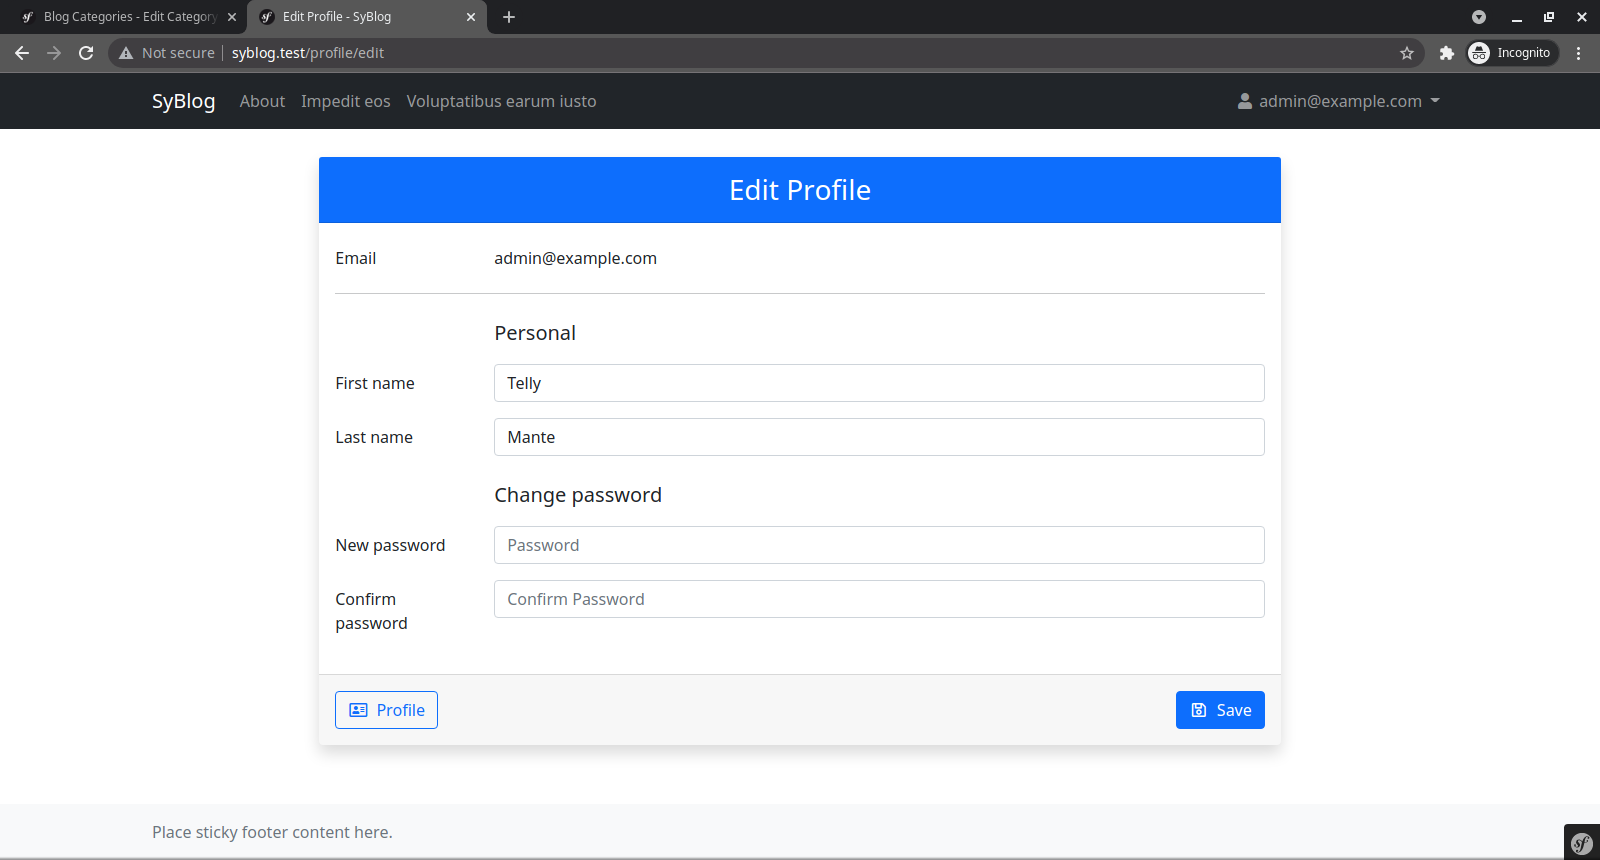 Blog Categories - Edit Category
Edit Profile - SyBlog
Not secure
syblog.test/profile/edit
Incognito
SyBlog
About
Impedit eos
Voluptatibus earum iusto
admin@example.com
Edit Profile
Email
admin@example.com
Personal
First name
Telly
Last name
Mante
Change password
New password
Password
Confirm
password
Confirm Password
Profile
Save
Place sticky footer content here.